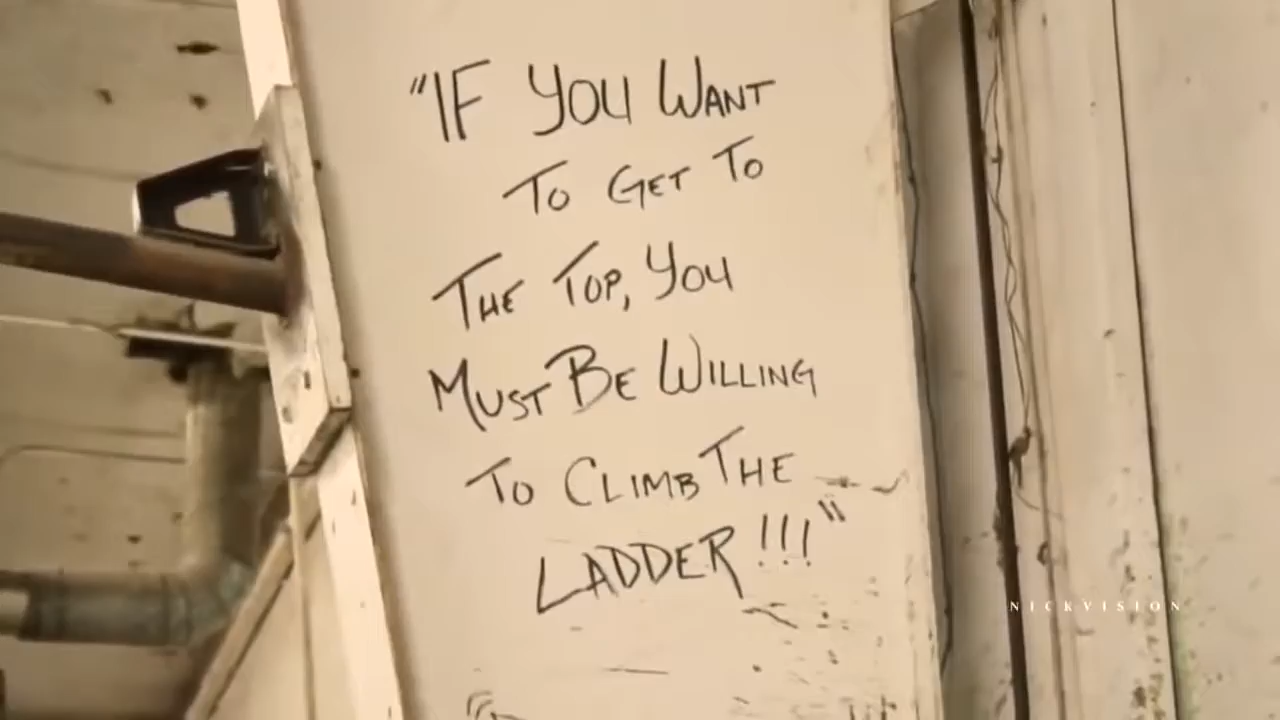 "IF YOU WANT
TO GET TO
THE TOP, YOU
MUST BE WILLING
TO CLIMB THE
LADDER!!!"
NICKVISION